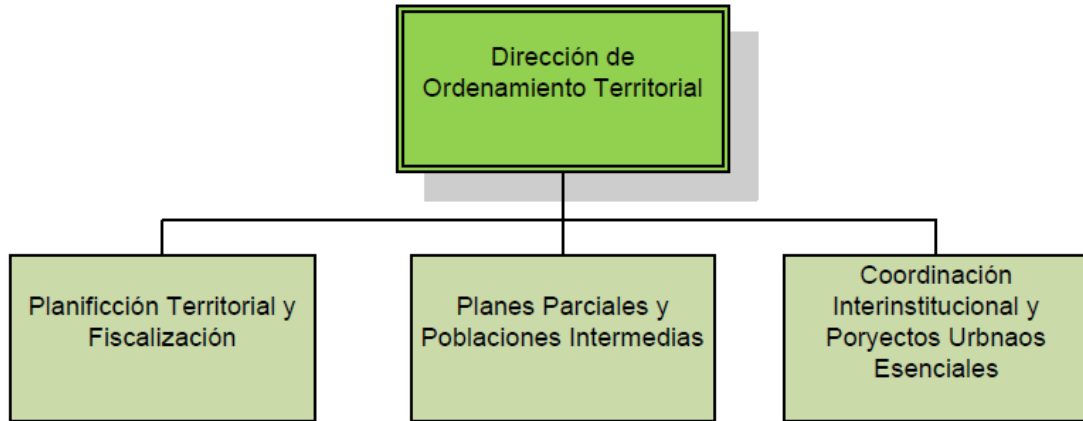 Dirección de
Ordenamiento Territorial
Planificción Territorial y
Fiscalización
Planes Parciales y
Poblaciones Intermedias
Coordinación
Interinstitucional y
Poryectos Urbnaos
Esenciales